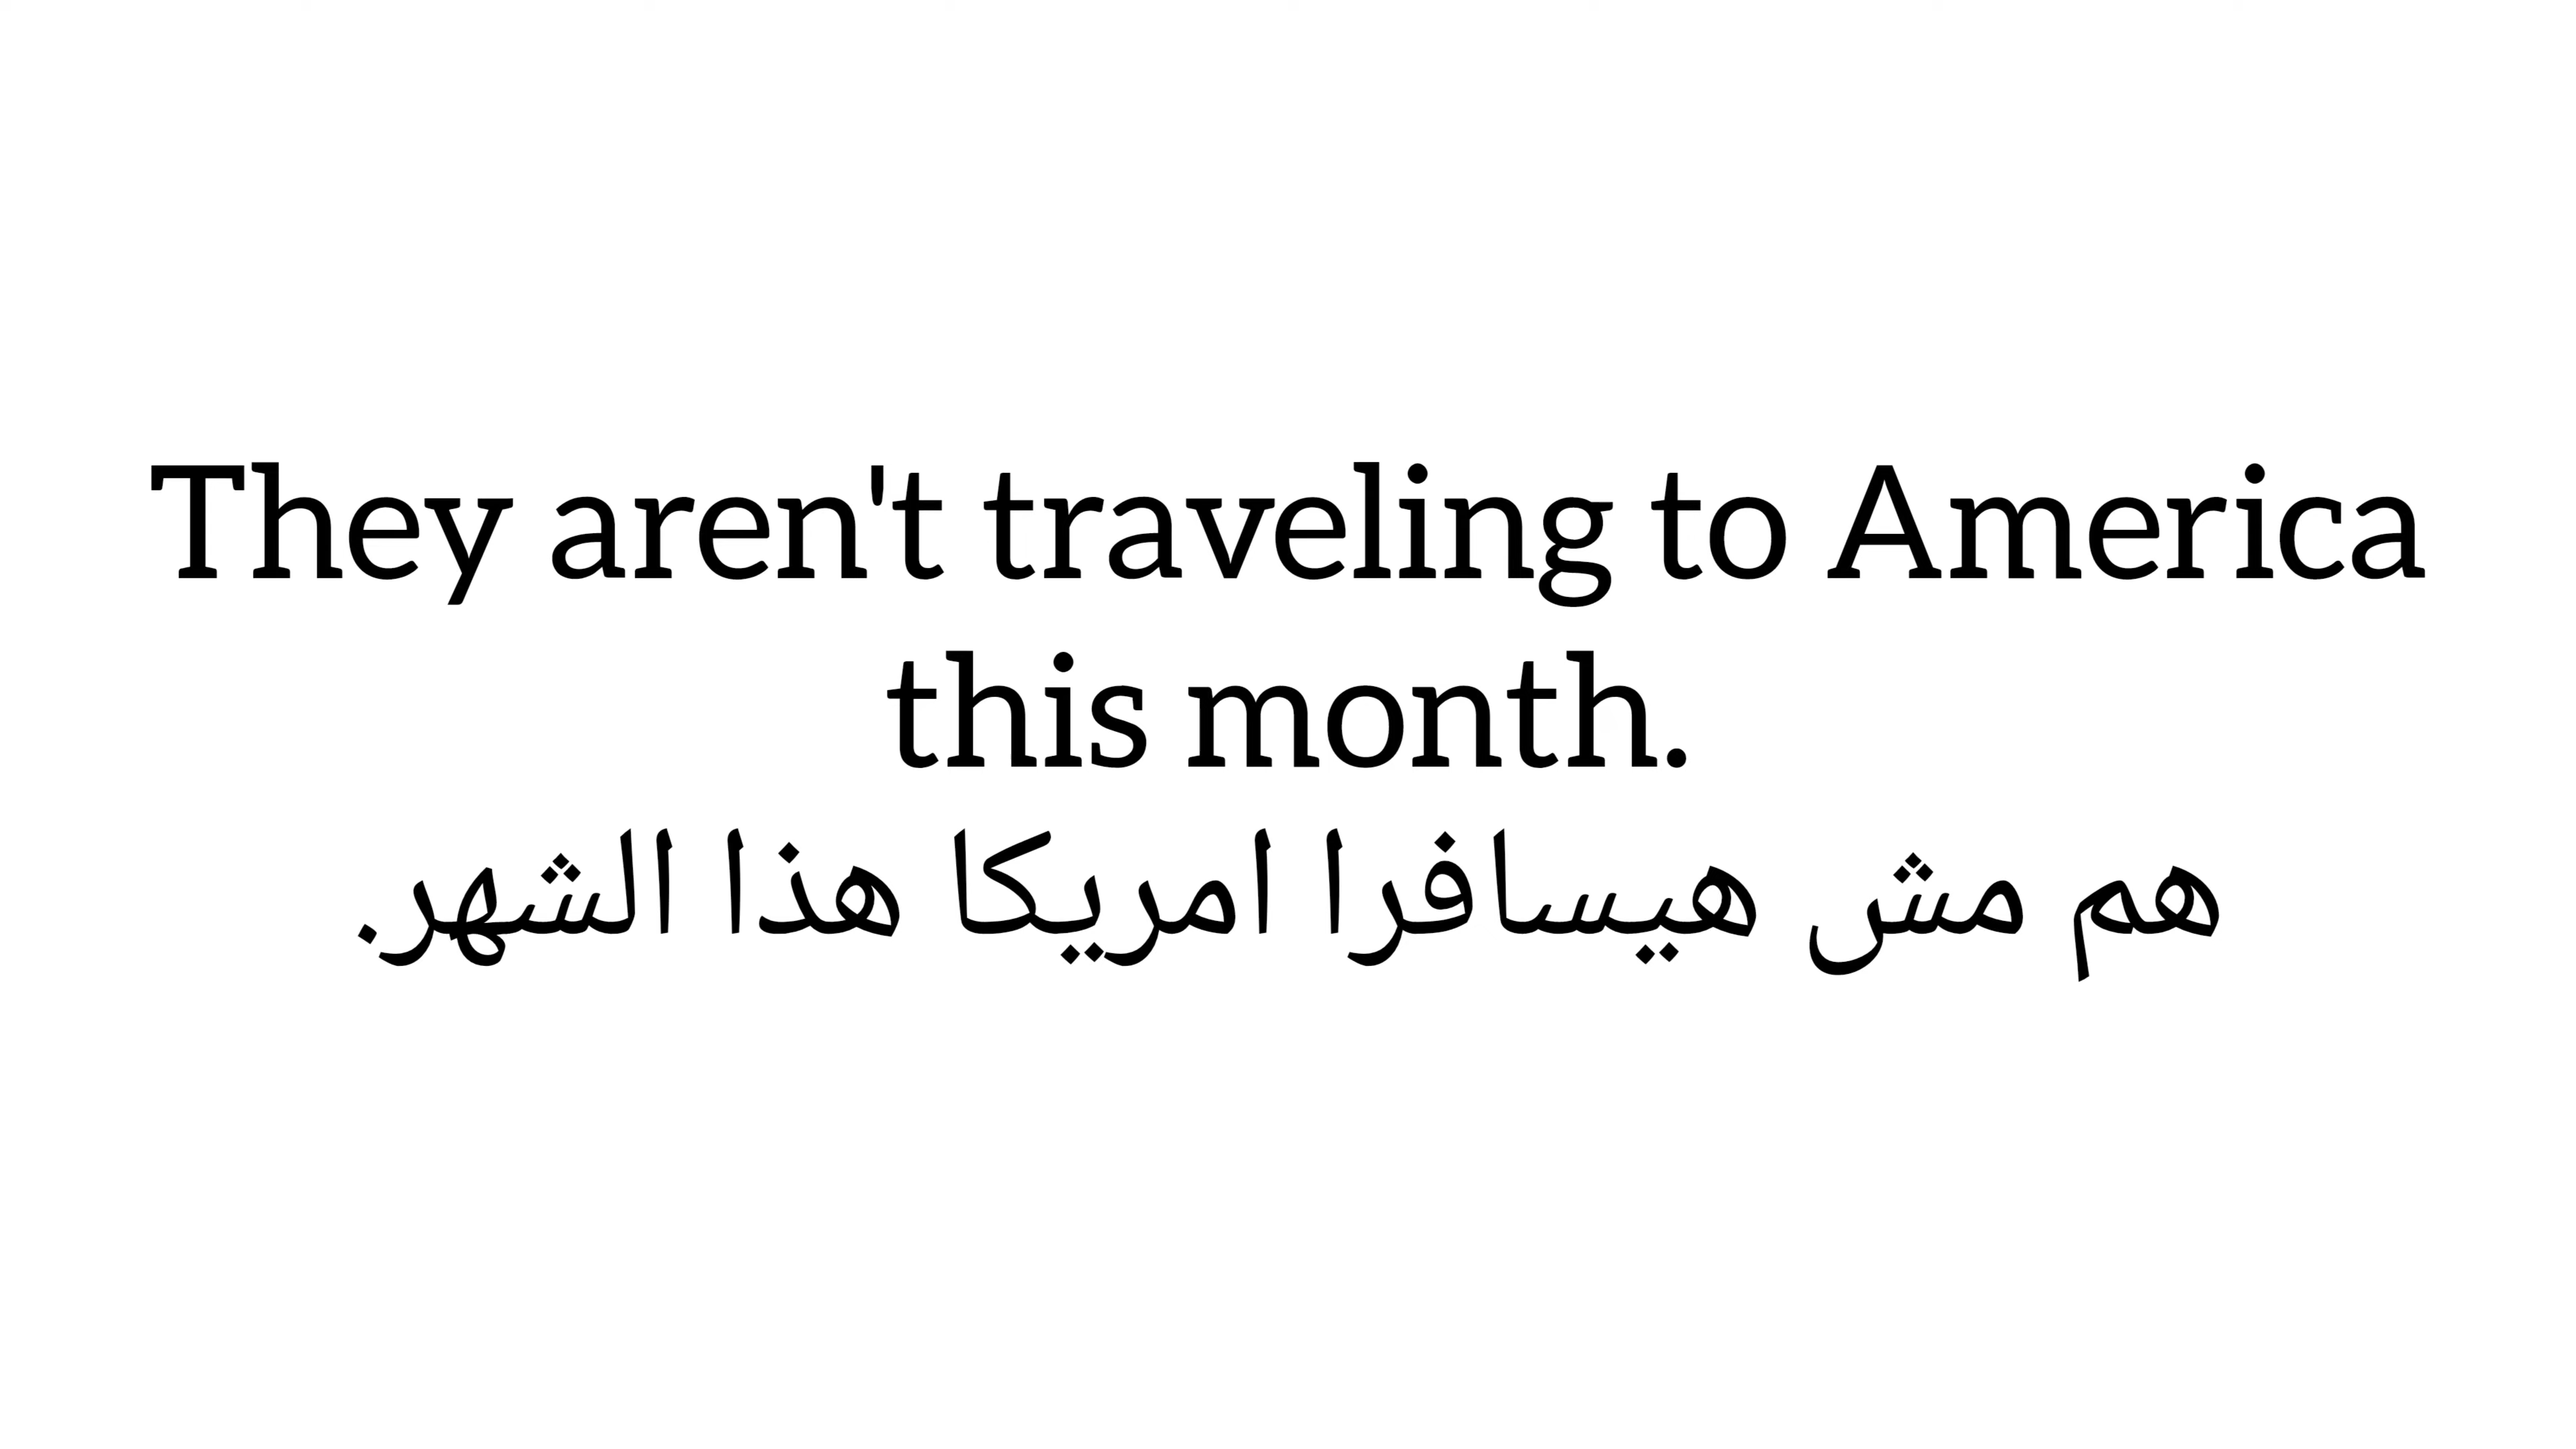 They aren't traveling to America
this month.
هم مش هيسافرا امريكا هذا الشهر.